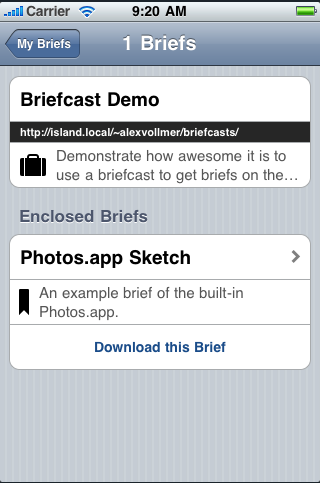 Carrier 9:20 AM
My Briefs 1 Briefs
Briefcast Demo
http://island.local/~alexvollmer/briefcasts/
Demonstrate how awesome it is to
use a briefcast to get briefs on the…
Enclosed Briefs
Photos.app Sketch
An example brief of the built-in
Photos.app.
Download this Brief